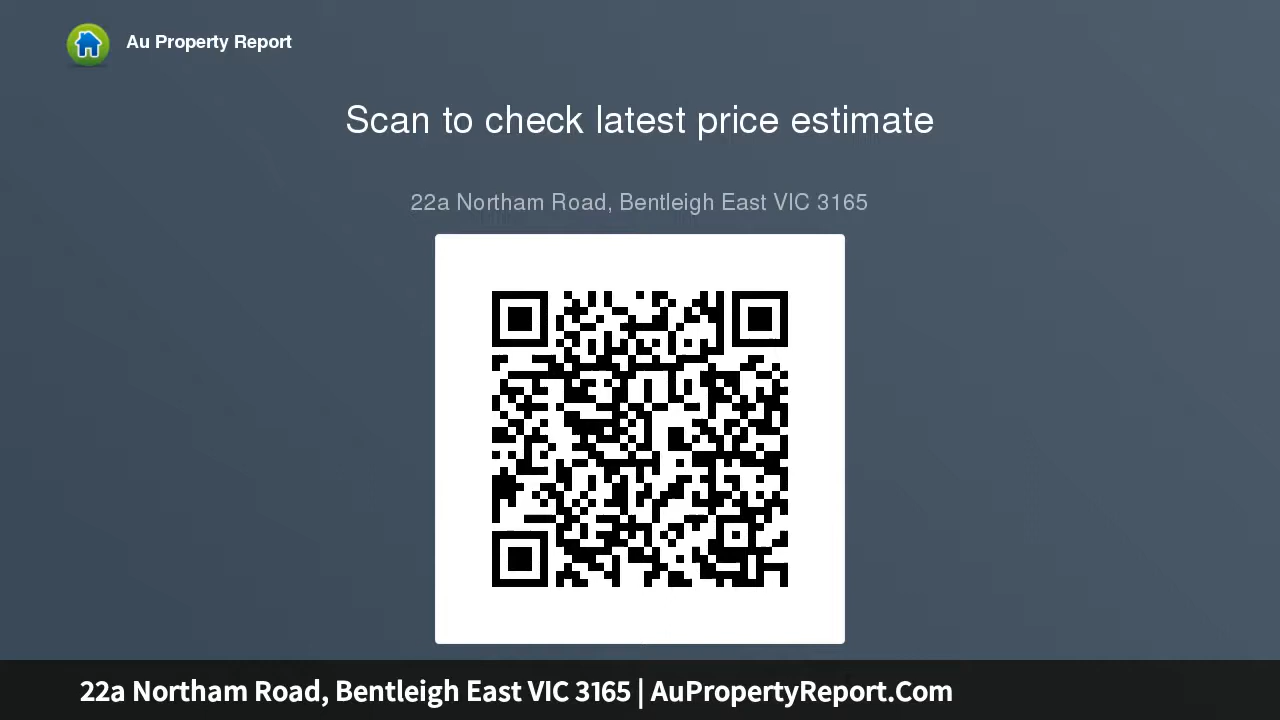 Au Property Report
Scan to check latest price estimate
22a Northam Road, Bentleigh East VIC 3165
22a Northam Road, Bentleigh East VIC 3165 | AuPropertyReport.Com